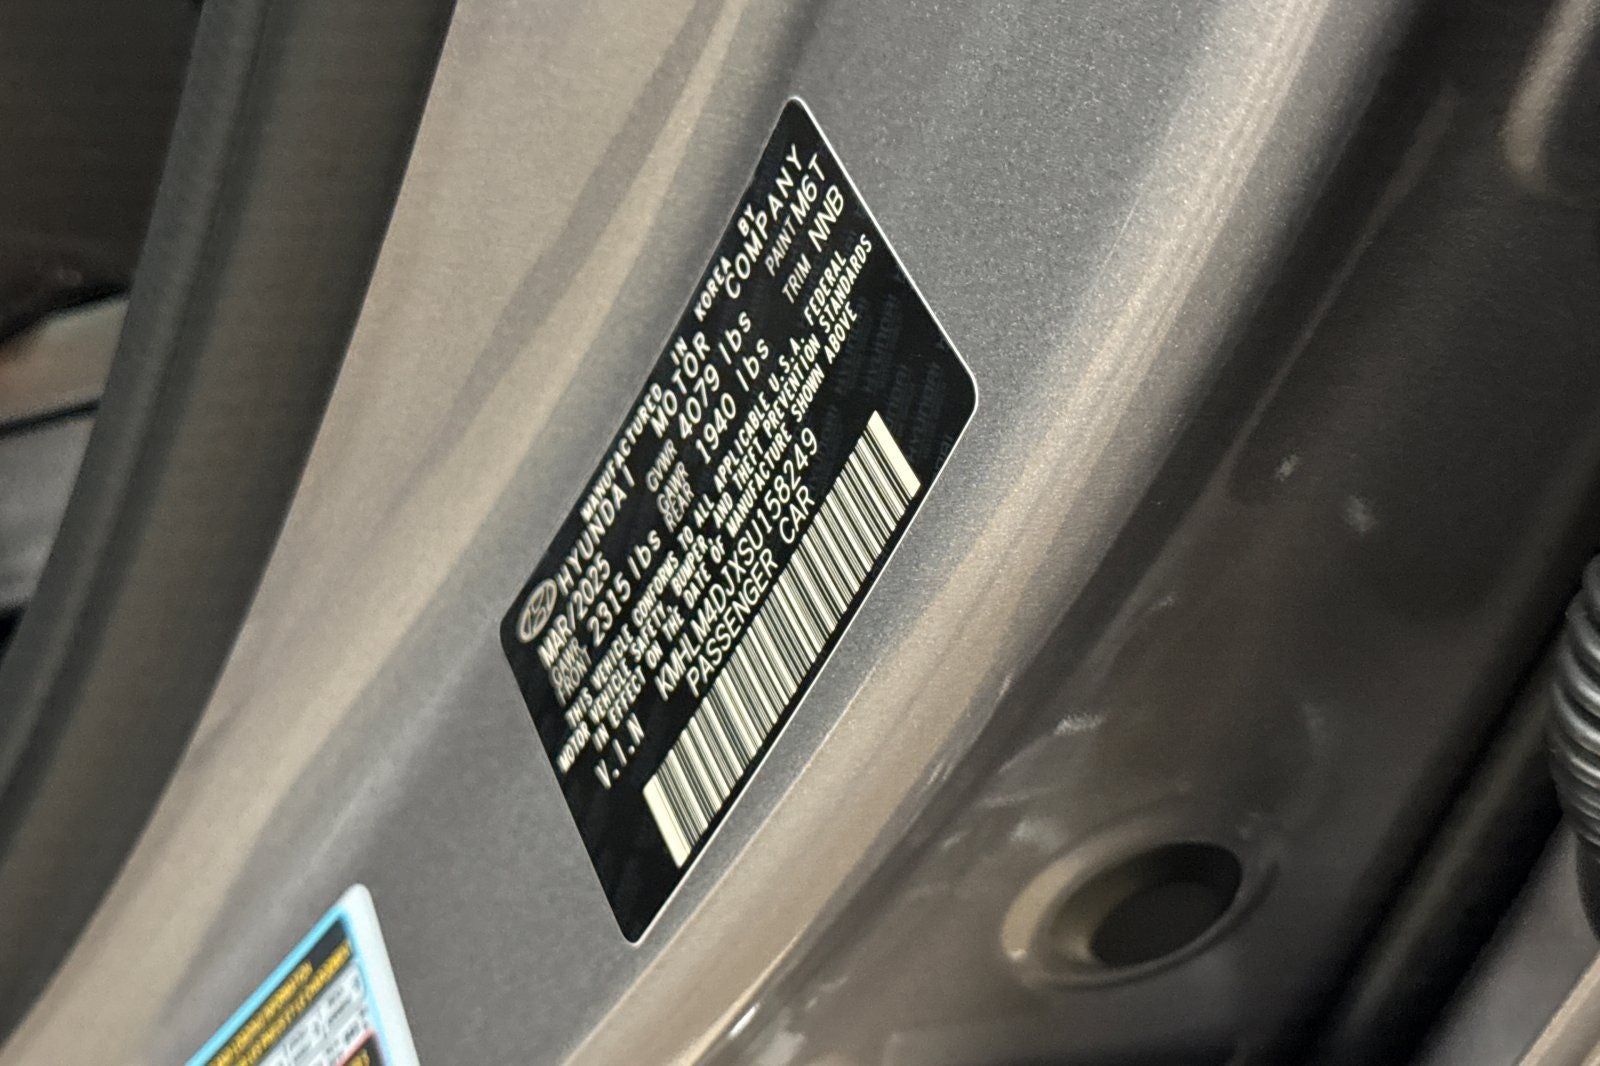 MANUFACTURED IN KOREA BY
HYUNDAI MOTOR COMPANY
MAR/2025 GVWR 4079 lbs PAINT M6T
GAWR FRONT 2315 lbs GAWR REAR 1940 lbs TRIM NNB
THIS VEHICLE CONFORMS TO ALL APPLICABLE U.S.A. FEDERAL
MOTOR VEHICLE SAFETY, BUMPER, AND THEFT PREVENTION STANDARDS
IN EFFECT ON THE DATE OF MANUFACTURE SHOWN ABOVE
V.I.N KMHLM4DJXSU158249
PASSENGER CAR